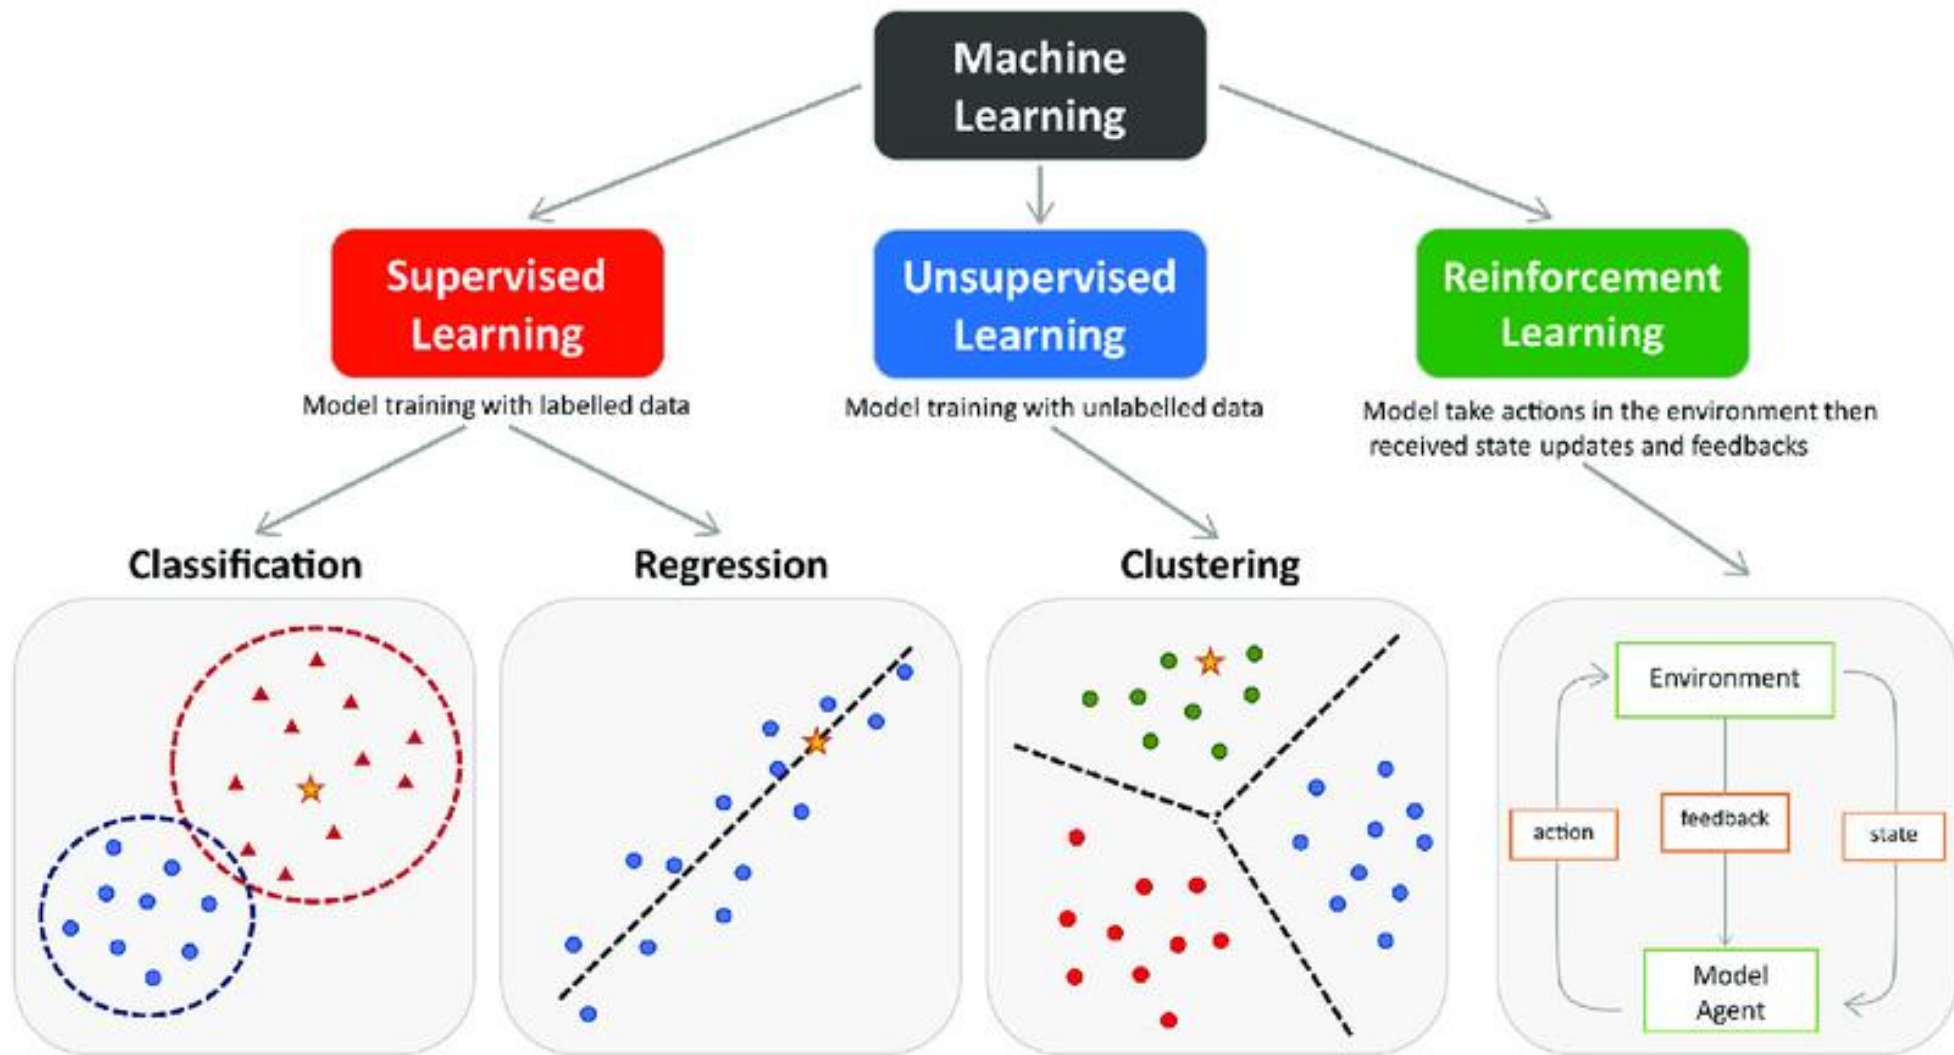 Machine
Learning
Supervised
Learning
Unsupervised
Learning
Reinforcement
Learning
Model training with labelled data
Model training with unlabelled data
Model take actions in the environment then
received state updates and feedbacks
Classification
Regression
Clustering
Environment
action
feedback
state
Model
Agent